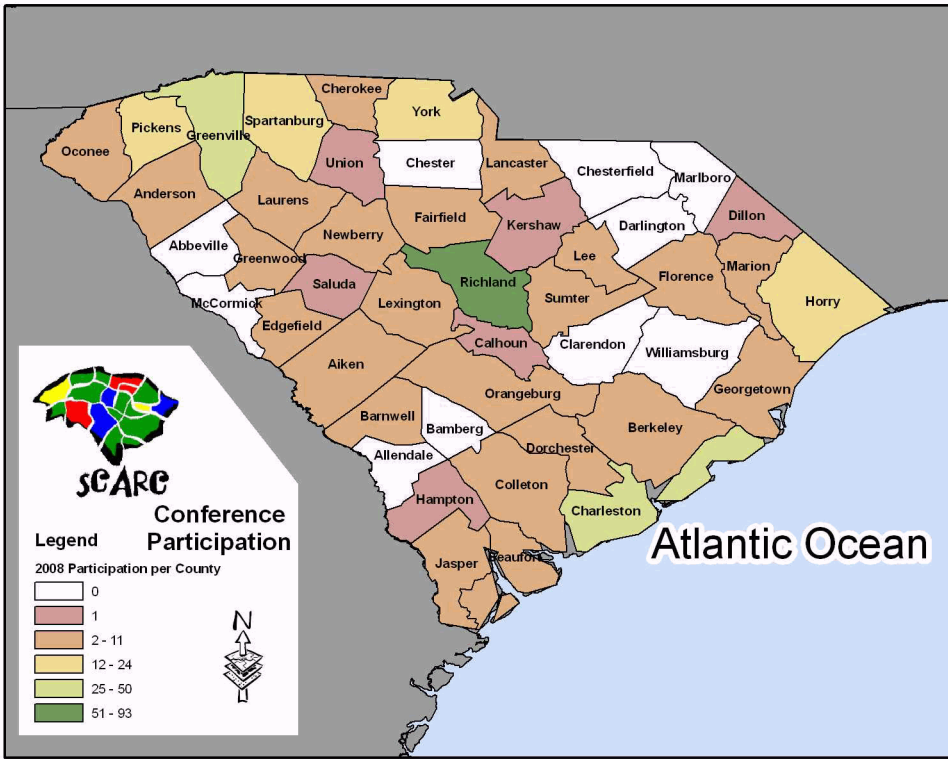 Cherokee
York
Pickens
Greenville
Spartanburg
Oconee
Union
Chester
Lancaster
Chesterfield
Marlboro
Anderson
Laurens
Fairfield
Kershaw
Darlington
Dillon
Abbeville
Greenwood
Newberry
Lee
Florence
Marion
McCormick
Saluda
Lexington
Richland
Sumter
Horry
Edgefield
Calhoun
Clarendon
Williamsburg
Aiken
Orangeburg
Georgetown
Barnwell
Bamberg
Dorchester
Berkeley
Allendale
Colleton
Hampton
Charleston
Jasper
Beaufort
Atlantic Ocean
SCARC
Conference
Participation
Legend
2008 Participation per County
0
1
2 - 11
12 - 24
25 - 50
51 - 93
N